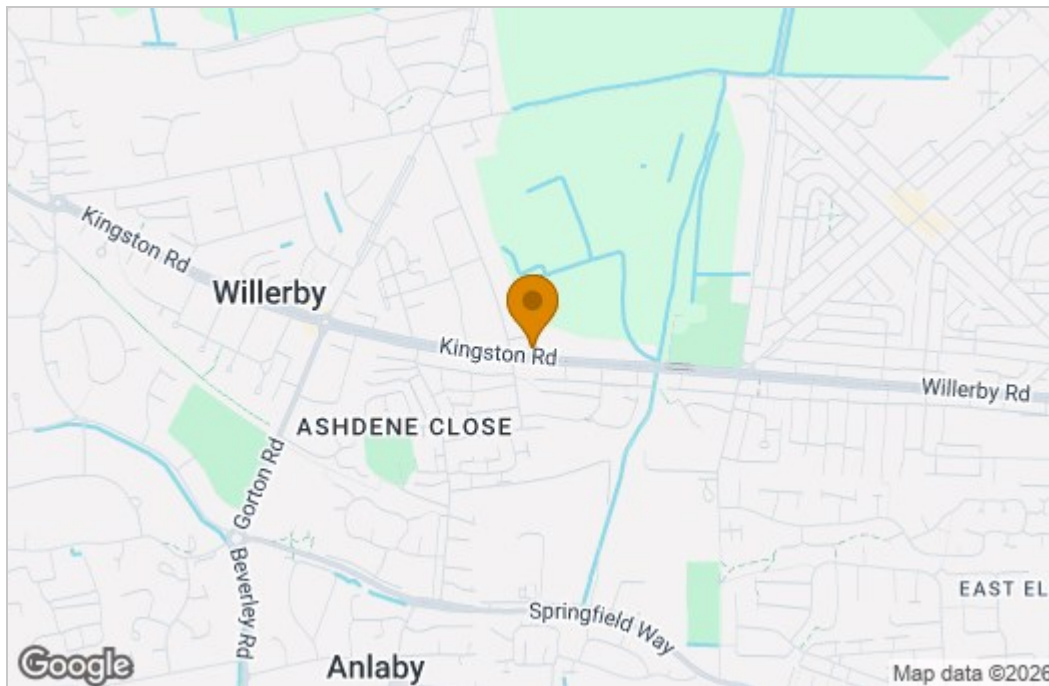 Kingston Rd
Willerby
Kingston Rd
Willerby Rd
ASHDENE CLOSE
Gorton Rd
Beverley Rd
EAST EL
Springfield Way
Anlaby
Google
Map data ©2026